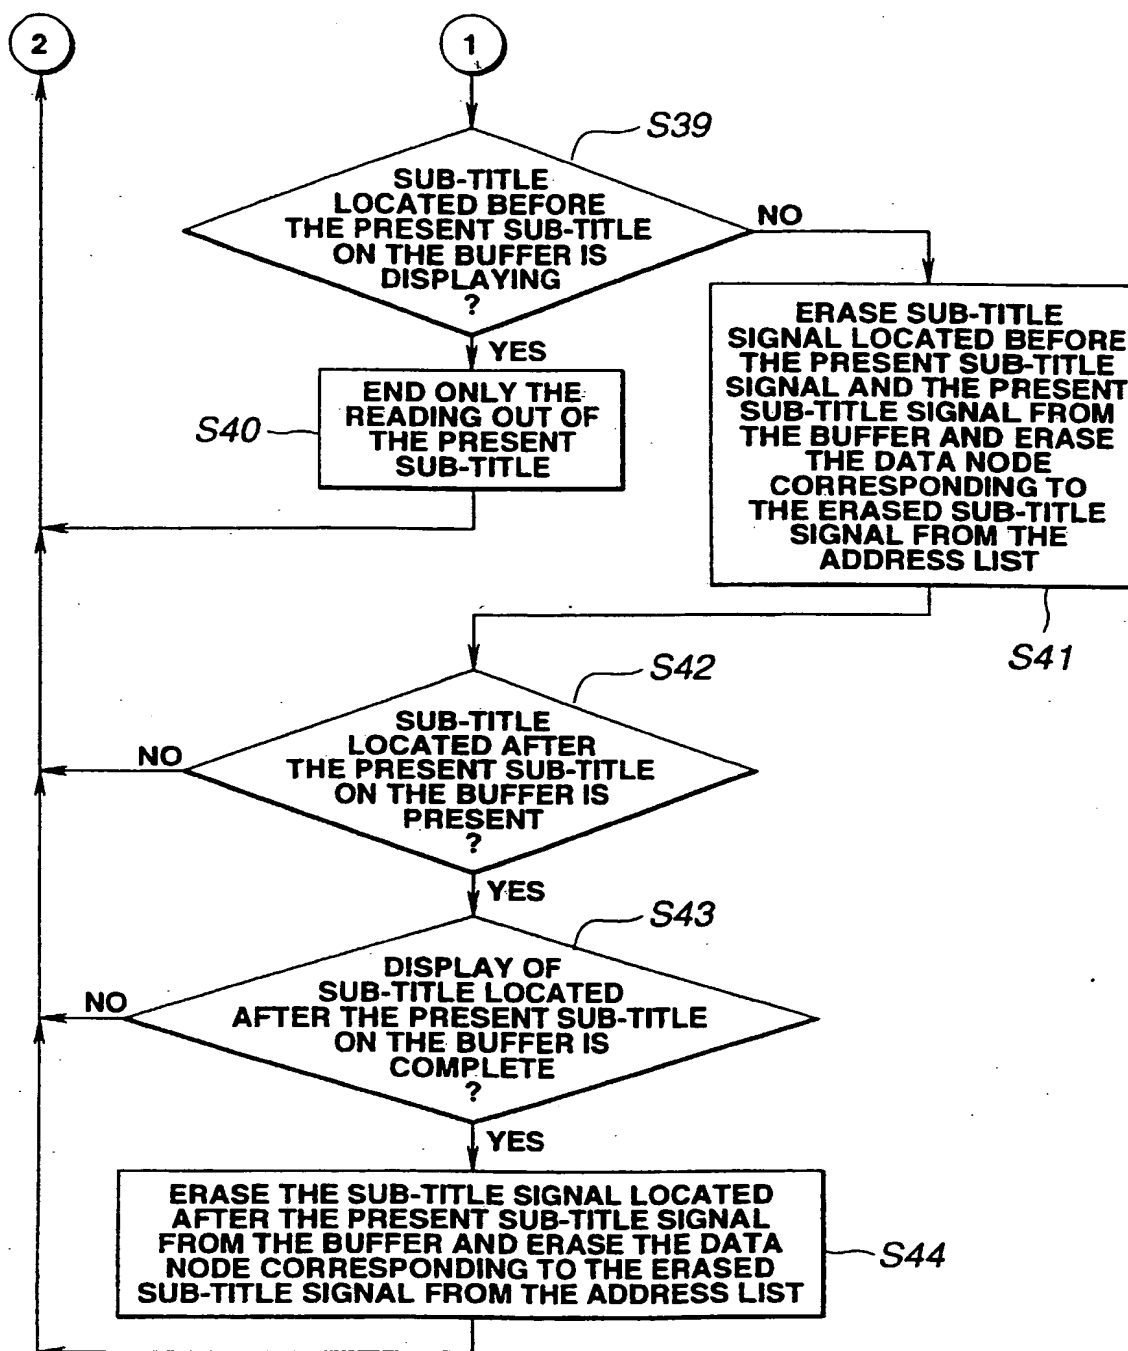 2
1
S39
SUB-TITLE
LOCATED BEFORE
THE PRESENT SUB-TITLE
ON THE BUFFER IS
DISPLAYING
?
NO
YES
S40
END ONLY THE
READING OUT OF
THE PRESENT
SUB-TITLE
ERASE SUB-TITLE
SIGNAL LOCATED BEFORE
THE PRESENT SUB-TITLE
SIGNAL AND THE PRESENT
SUB-TITLE SIGNAL FROM
THE BUFFER AND ERASE
THE DATA NODE
CORRESPONDING TO
THE ERASED SUB-TITLE
SIGNAL FROM THE
ADDRESS LIST
S41
S42
SUB-TITLE
LOCATED AFTER
THE PRESENT SUB-TITLE
ON THE BUFFER IS
PRESENT
?
NO
YES
S43
DISPLAY OF
SUB-TITLE LOCATED
AFTER THE PRESENT SUB-TITLE
ON THE BUFFER IS
COMPLETE
?
NO
YES
ERASE THE SUB-TITLE SIGNAL LOCATED
AFTER THE PRESENT SUB-TITLE SIGNAL
FROM THE BUFFER AND ERASE THE DATA
NODE CORRESPONDING TO THE ERASED
SUB-TITLE SIGNAL FROM THE ADDRESS LIST
S44